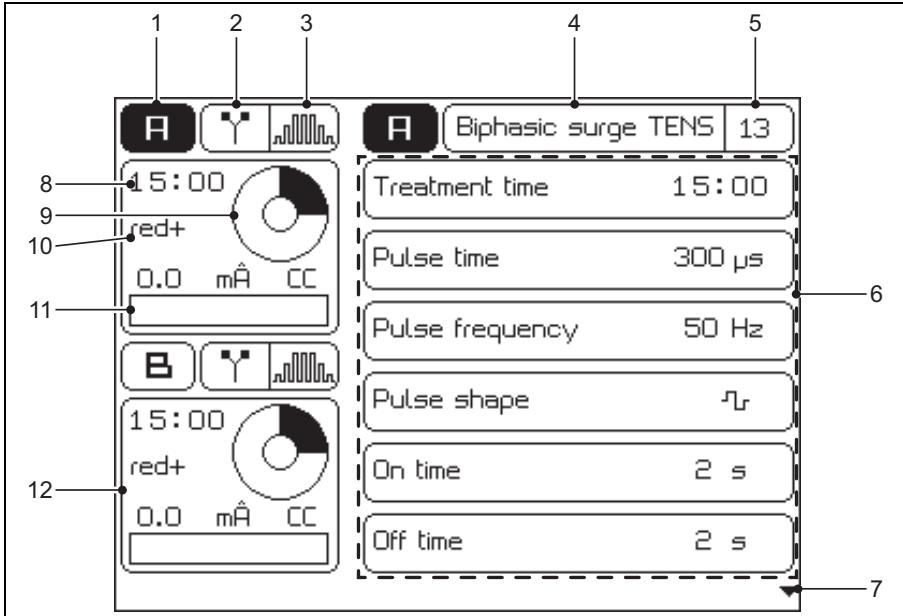 1 2 3 4 5
A A Biphasic surge TENS 13
8 15:00 Treatment time 15:00
9
10 red+ Pulse time 300 µs
0.0 mÂ CC
11 6
Pulse frequency 50 Hz
B
Pulse shape
15:00
red+ On time 2 s
12
0.0 mÂ CC
Off time 2 s
7